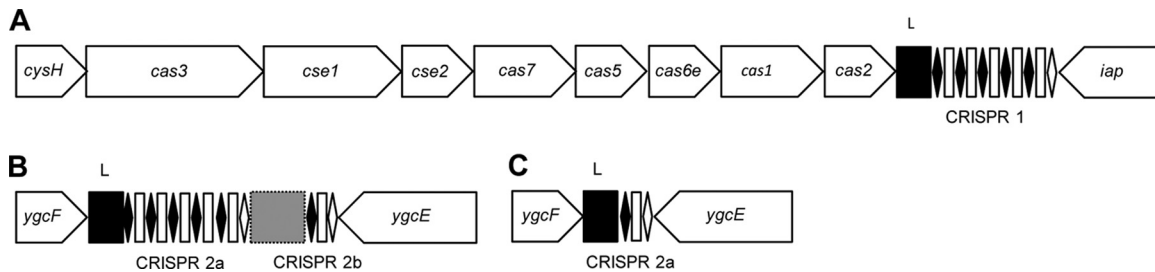 A
L
cysH cas3 cse1 cse2 cas7 cas5 cas6e cas1 cas2 iap
CRISPR 1
B
L
ygcF ygcE
CRISPR 2a CRISPR 2b
C
L
ygcF ygcE
CRISPR 2a